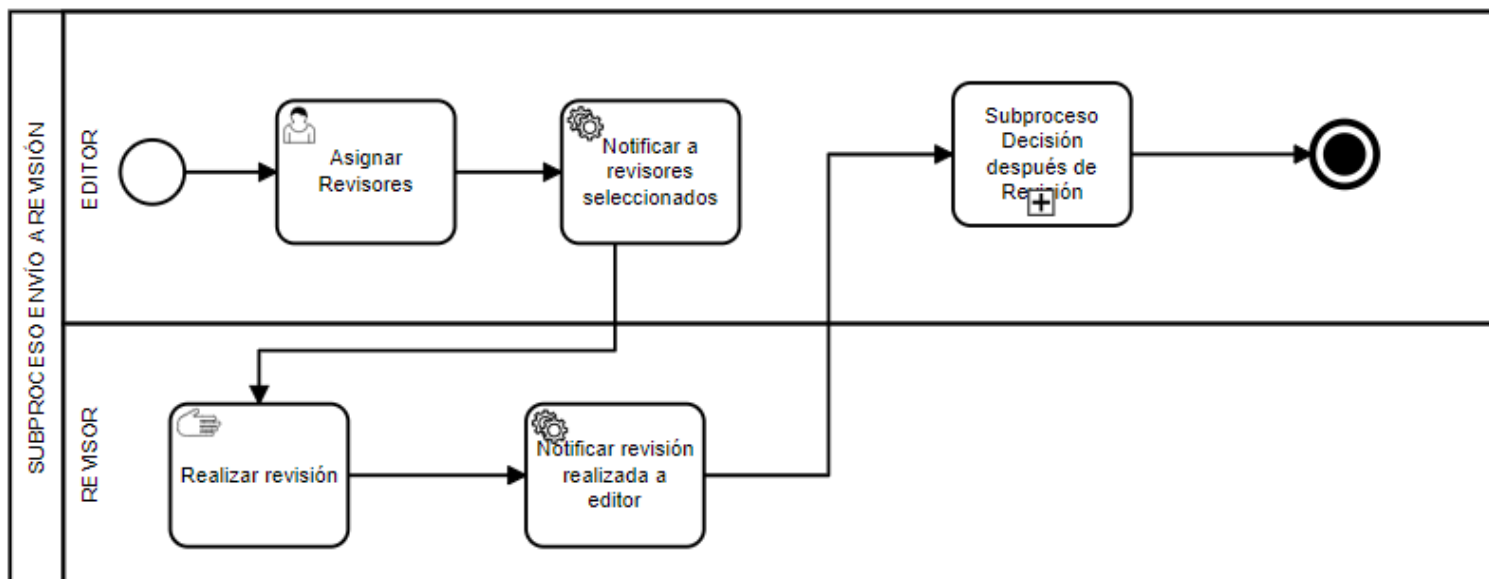 SUBPROCESO ENVÍO A REVISIÓN
EDITOR
Asignar
Revisores
Notificar a
revisores
seleccionados
Subproceso
Decisión
después de
Revisión
REVISOR
Realizar revisión
Notificar revisión
realizada a
editor